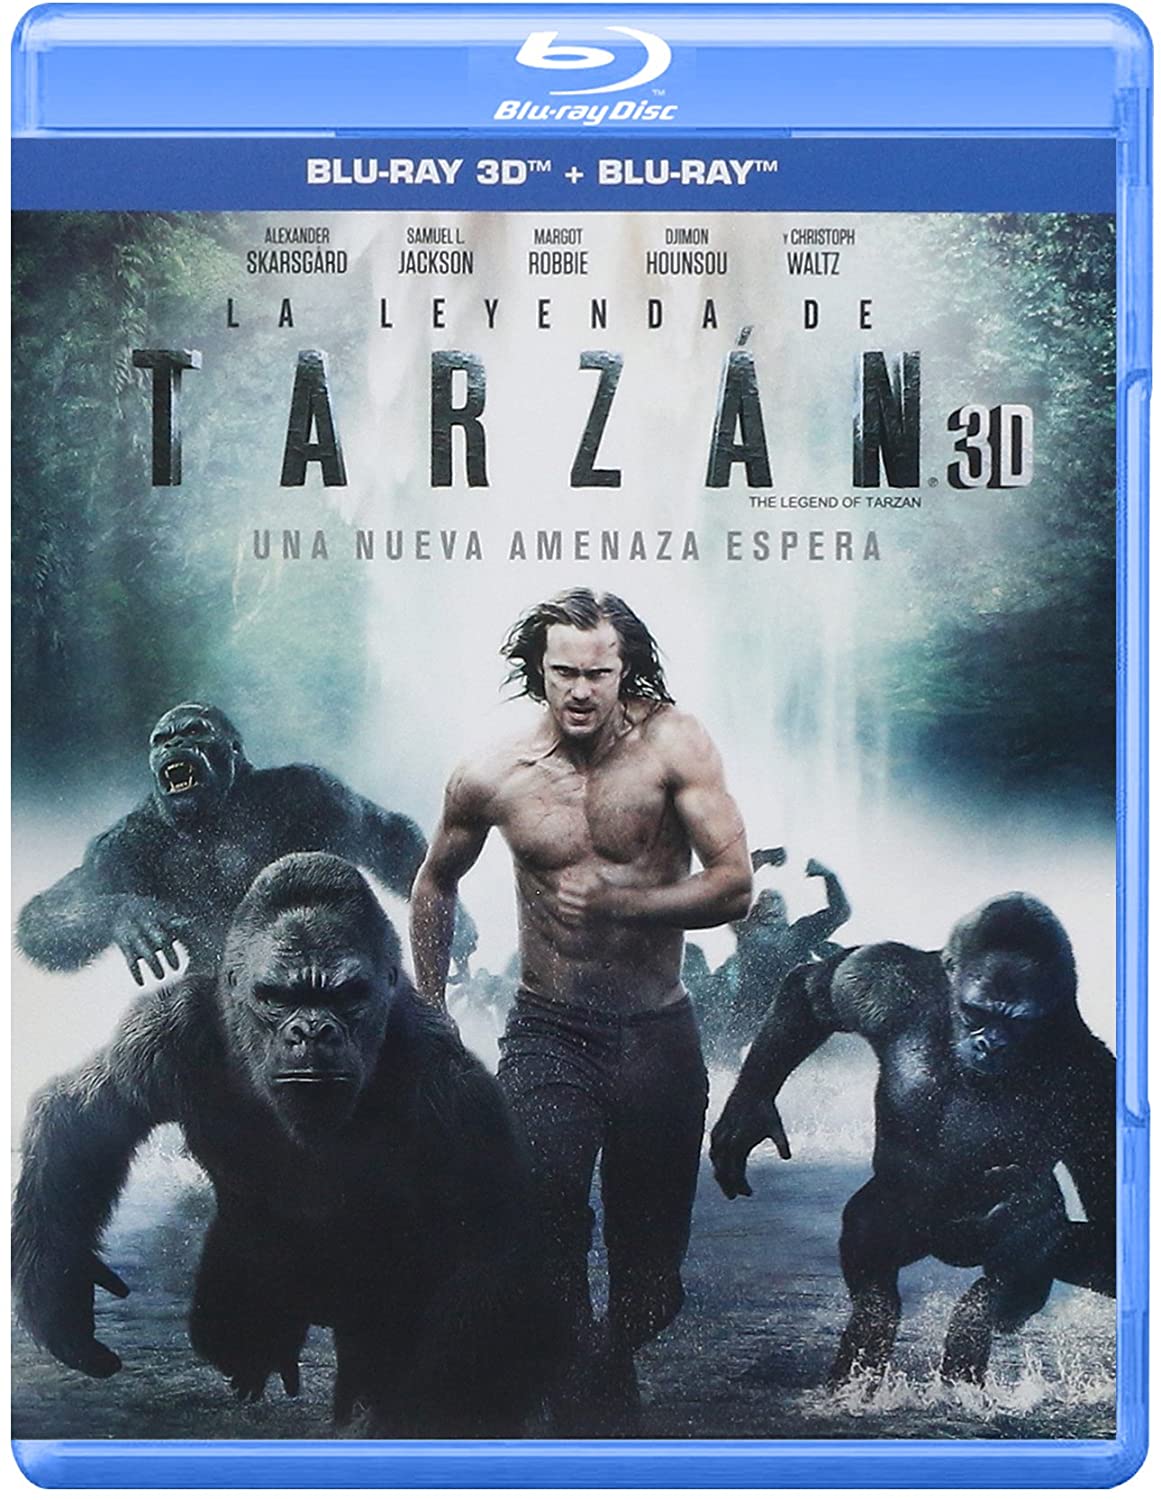 Blu-ray Disc™
BLU-RAY 3D™ + BLU-RAY™
ALEXANDER SKARSGÅRD SAMUEL L. JACKSON MARGOT ROBBIE DJIMON HOUNSOU Y CHRISTOPH WALTZ
LA LEYENDA DE
TARZÁN® 3D
THE LEGEND OF TARZAN
UNA NUEVA AMENAZA ESPERA